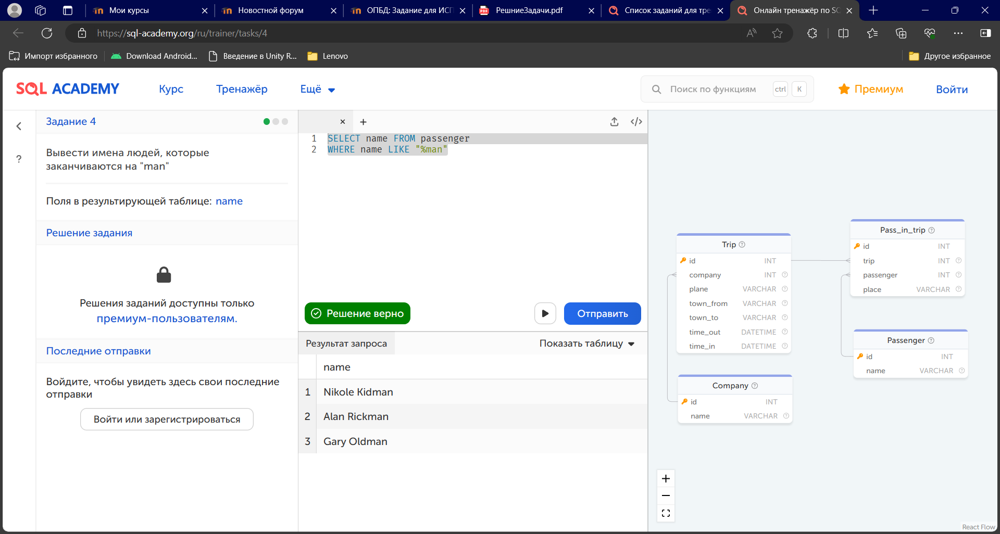 Мои курсы
Новостной форум
ОПБД: Задание для ИСП
РешниеЗадачи.pdf
Список заданий для тре
Онлайн тренажёр по SQ
https://sql-academy.org/ru/trainer/tasks/4
Импорт избранного
Download Android...
Введение в Unity R...
Lenovo
Другое избранное
SQL ACADEMY
Курс
Тренажёр
Ещё
Поиск по функциям
ctrl
K
Премиум
Войти
Задание 4
Вывести имена людей, которые
заканчиваются на "man"
Поля в результирующей таблице: name
Решение задания
Решения заданий доступны только
премиум-пользователям.
Последние отправки
Войдите, чтобы увидеть здесь свои последние
отправки
Войти или зарегистрироваться
1 SELECT name FROM passenger
2 WHERE name LIKE "%man"
Решение верно
Отправить
Результат запроса
Показать таблицу
name
1 Nikole Kidman
2 Alan Rickman
3 Gary Oldman
Trip
id INT
company INT
plane VARCHAR
town_from VARCHAR
town_to VARCHAR
time_out DATETIME
time_in DATETIME
Company
id INT
name VARCHAR
Pass_in_trip
id INT
trip INT
passenger INT
place VARCHAR
Passenger
id INT
name VARCHAR
React Flow